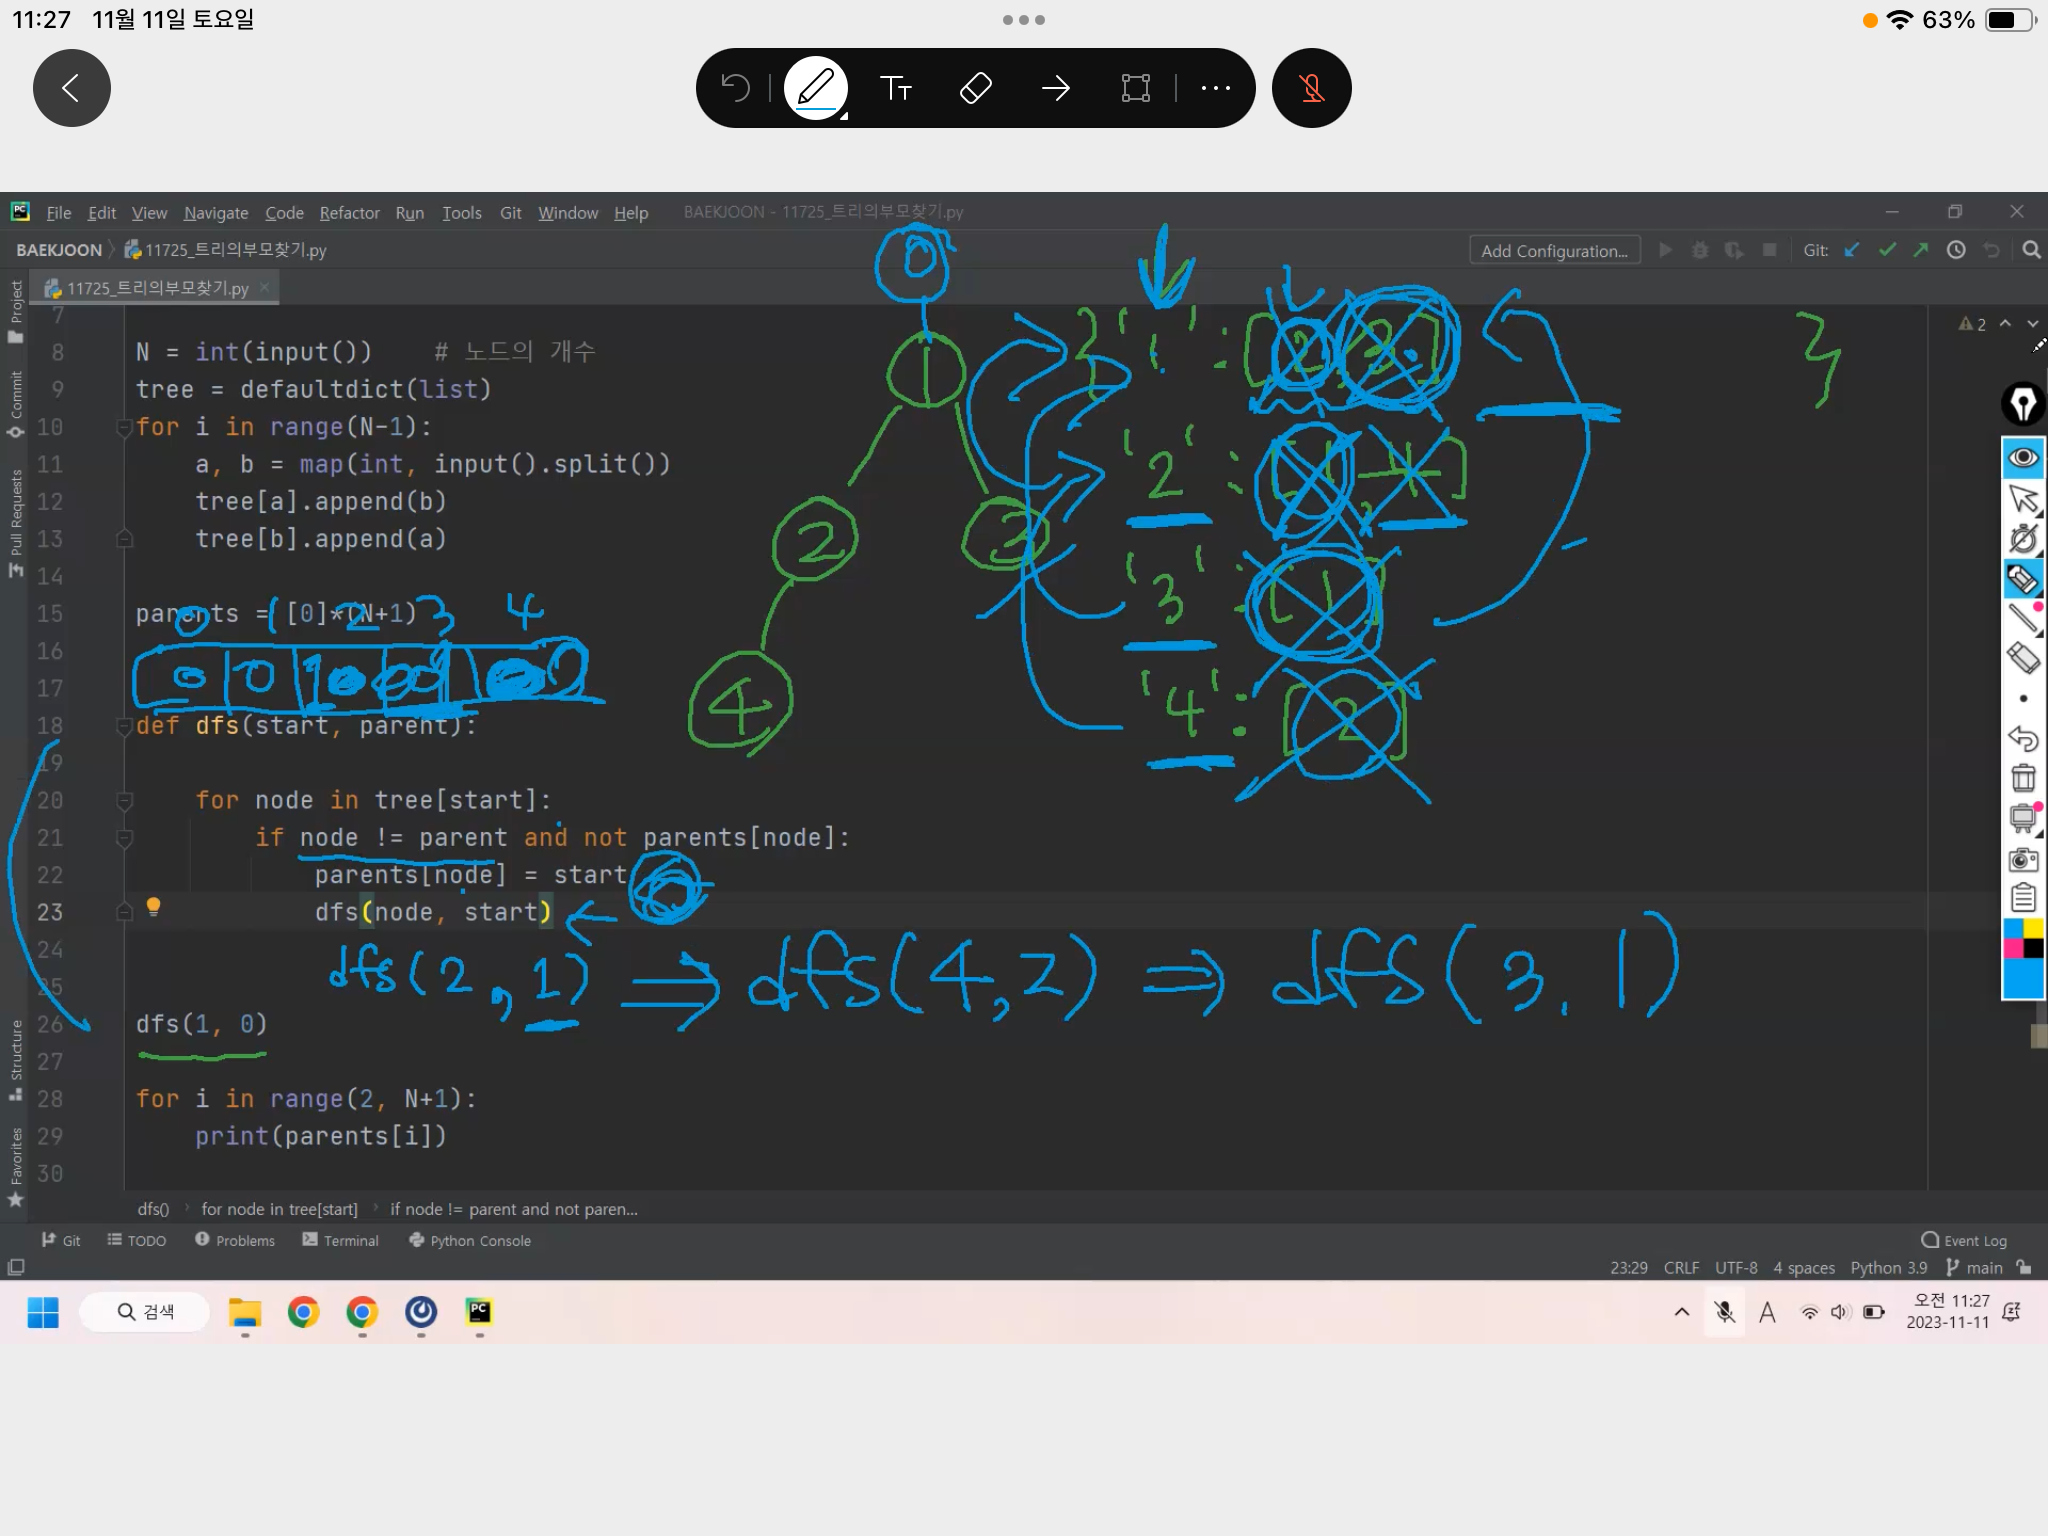 11:27 11월 11일 토요일
63%
File Edit View Navigate Code Refactor Run Tools Git Window Help BAEKJOON - 11725_트리의부모찾기.py
BAEKJOON 11725_트리의부모찾기.py
Add Configuration...
Git:
11725_트리의부모찾기.py
Project
Commit
Pull Requests
Structure
Favorites
2
7
8 N = int(input()) # 노드의 개수
9 tree = defaultdict(list)
10 for i in range(N-1):
11 a, b = map(int, input().split())
12 tree[a].append(b)
13 tree[b].append(a)
14
15 parents = [0]*(N+1)
16
17
18 def dfs(start, parent):
19
20 for node in tree[start]:
21 if node != parent and not parents[node]:
22 parents[node] = start
23 dfs(node, start)
24
25
26 dfs(1, 0)
27
28 for i in range(2, N+1):
29 print(parents[i])
30
0
1
2 3
4
{ '1' : [2, 3] }
'2' : [1, 4]
'3' : [1]
'4' : [2]
0 1 2 3 4
0 0 1
dfs(2,1) ⇒ dfs(4,2) ⇒ dfs(3,1)
dfs() for node in tree[start] if node != parent and not paren...
Git TODO Problems Terminal Python Console
Event Log
23:29 CRLF UTF-8 4 spaces Python 3.9 main
검색
A
오전 11:27
2023-11-11